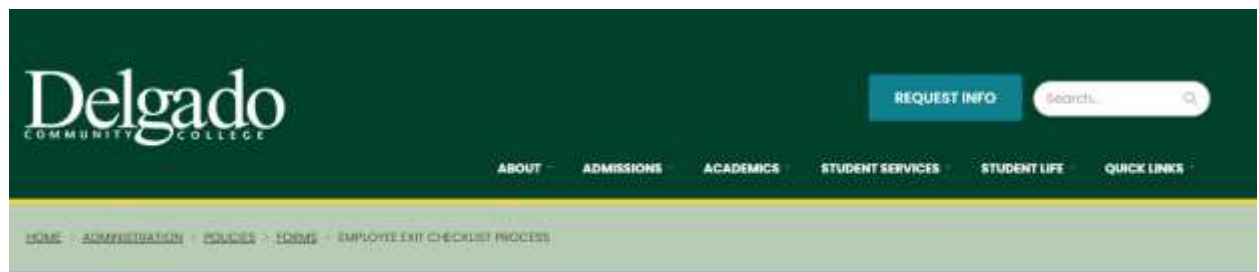 Delgado
COMMUNITY COLLEGE
REQUEST INFO
Search...
ABOUT
ADMISSIONS
ACADEMICS
STUDENT SERVICES
STUDENT LIFE
QUICK LINKS
HOME > ADMINISTRATION > POLICIES > FORMS > EMPLOYEE EXIT CHECKLIST PROCESS